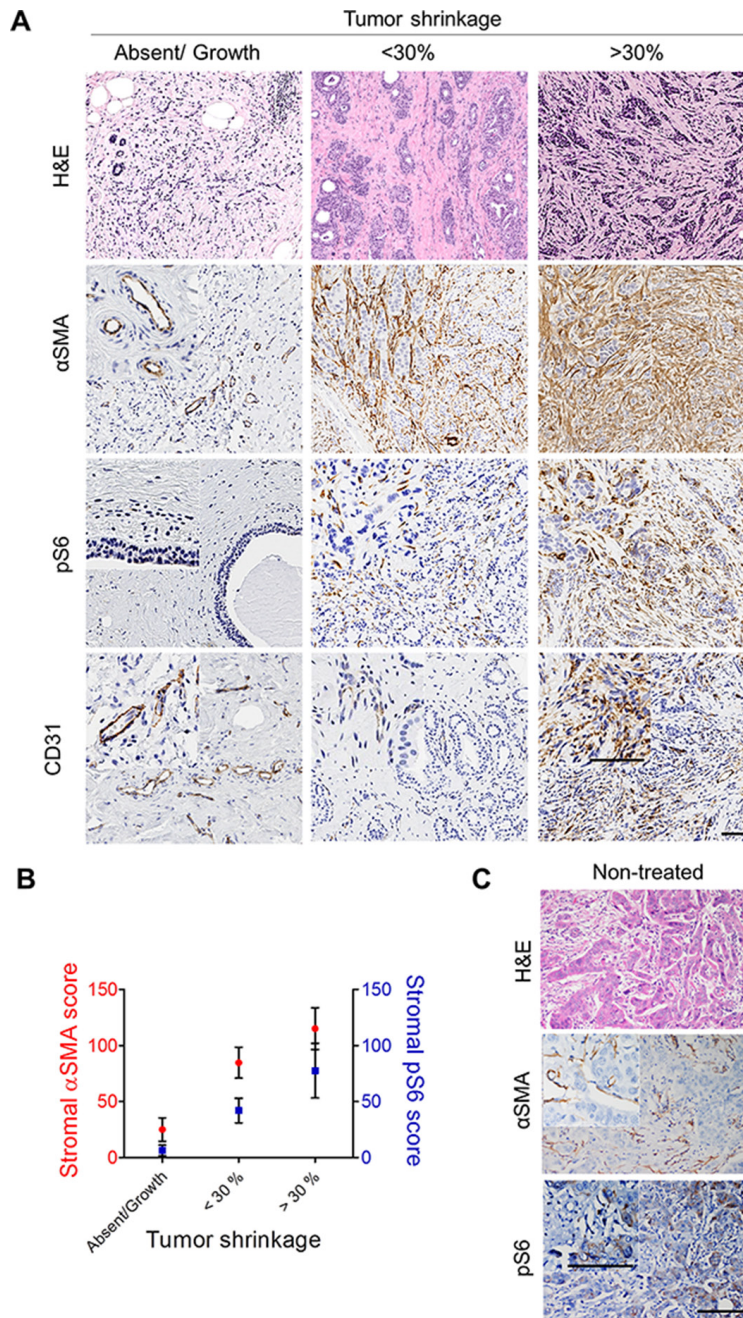 A
Tumor shrinkage
Absent/ Growth
<30%
>30%
H&E
αSMA
pS6
CD31
B
Stromal αSMA score
150
100
50
0
150
100
50
0
Stromal pS6 score
Absent/Growth
< 30 %
> 30 %
Tumor shrinkage
C
Non-treated
H&E
αSMA
pS6